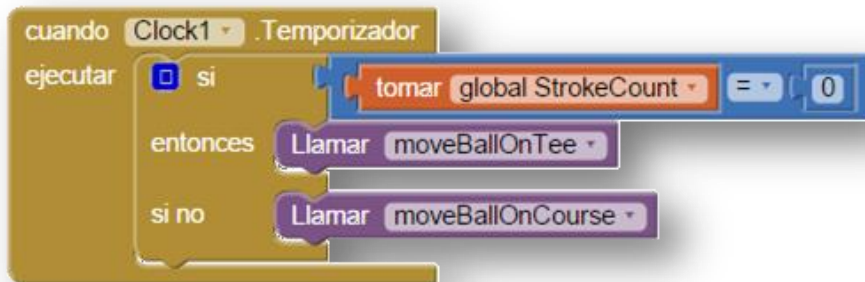 cuando Clock1 .Temporizador
ejecutar si tomar global StrokeCount = 0
entonces Llamar moveBallOnTee
si no Llamar moveBallOnCourse